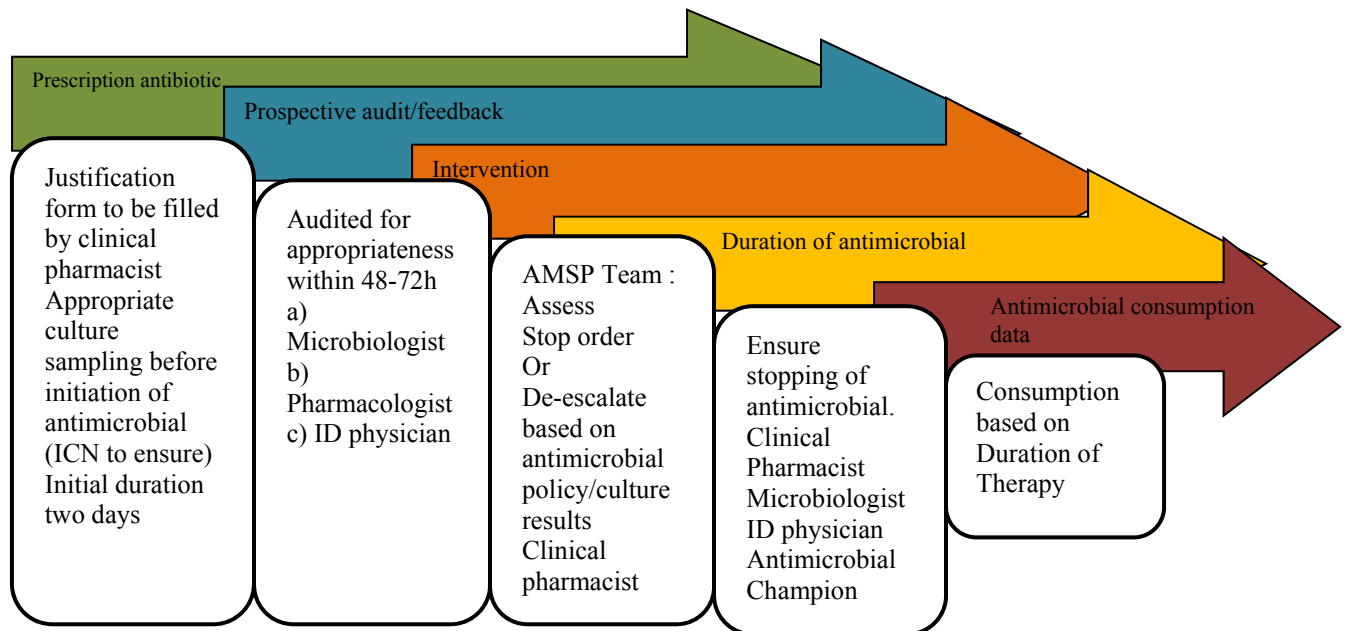 Prescription antibiotic
Prospective audit/feedback
Intervention
Duration of antimicrobial
Antimicrobial consumption
data
Justification
form to be filled
by clinical
pharmacist
Appropriate
culture
sampling before
initiation of
antimicrobial
(ICN to ensure)
Initial duration
two days
Audited for
appropriateness
within 48-72h
a)
Microbiologist
b)
Pharmacologist
c) ID physician
AMSP Team :
Assess
Stop order
Or
De-escalate
based on
antimicrobial
policy/culture
results
Clinical
pharmacist
Ensure
stopping of
antimicrobial.
Clinical
Pharmacist
Microbiologist
ID physician
Antimicrobial
Champion
Consumption
based on
Duration of
Therapy